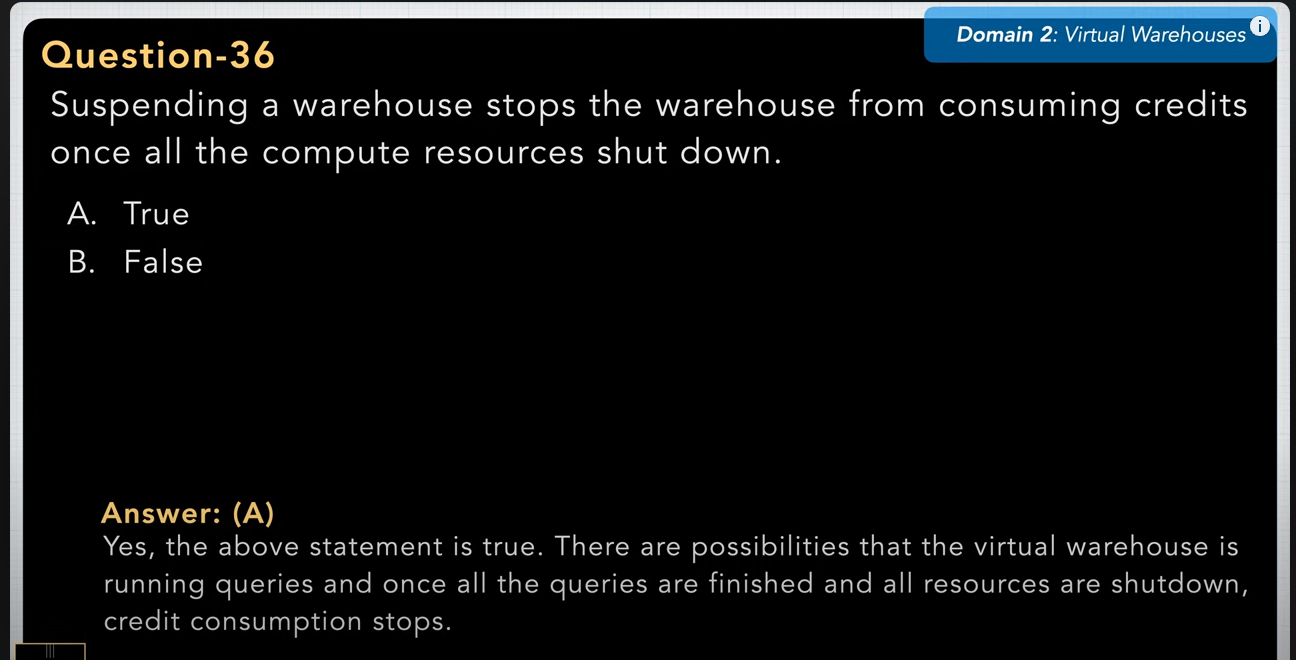 Domain 2: Virtual Warehouses i
Question-36
Suspending a warehouse stops the warehouse from consuming credits
once all the compute resources shut down.
A. True
B. False
Answer: (A)
Yes, the above statement is true. There are possibilities that the virtual warehouse is
running queries and once all the queries are finished and all resources are shutdown,
credit consumption stops.